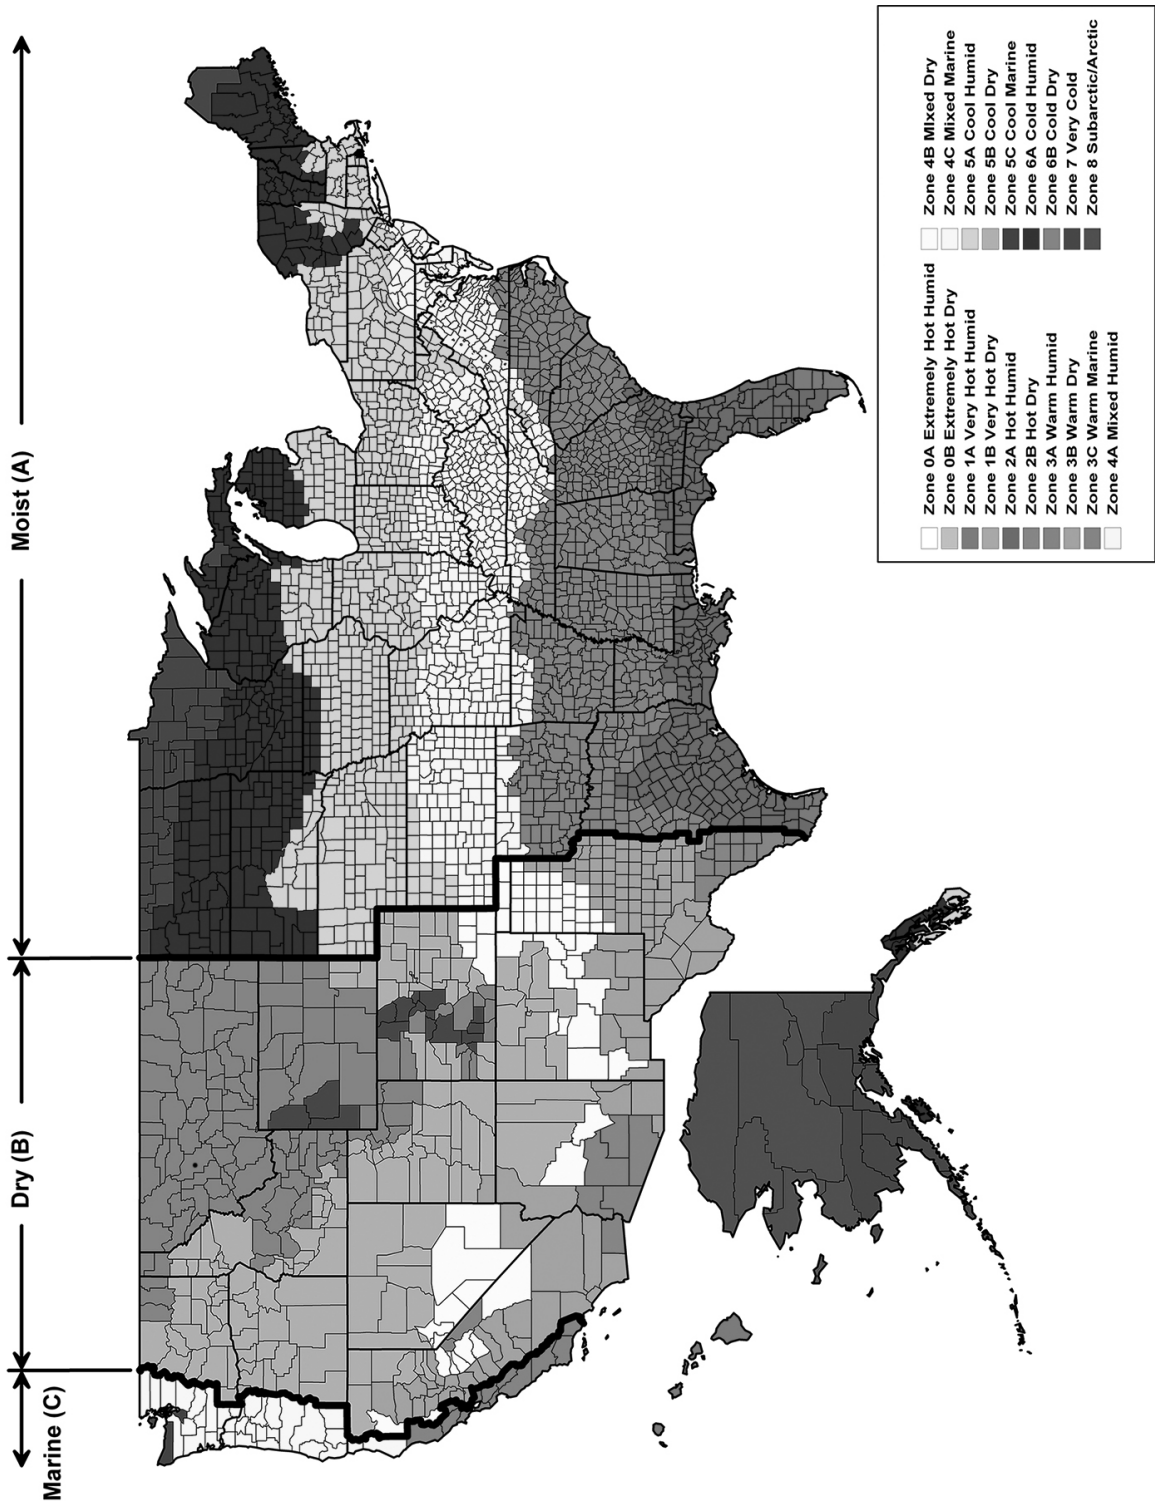 Marine (C)
Dry (B)
Moist (A)
Zone 0A Extremely Hot Humid
Zone 0B Extremely Hot Dry
Zone 1A Very Hot Humid
Zone 1B Very Hot Dry
Zone 2A Hot Humid
Zone 2B Hot Dry
Zone 3A Warm Humid
Zone 3B Warm Dry
Zone 3C Warm Marine
Zone 4A Mixed Humid
Zone 4B MIxed Dry
Zone 4C Mixed Marine
Zone 5A Cool Humid
Zone 5B Cool Dry
Zone 5C Cool Marine
Zone 6A Cold Humid
Zone 6B Cold Dry
Zone 7 Very Cold
Zone 8 Subarctic/Arctic